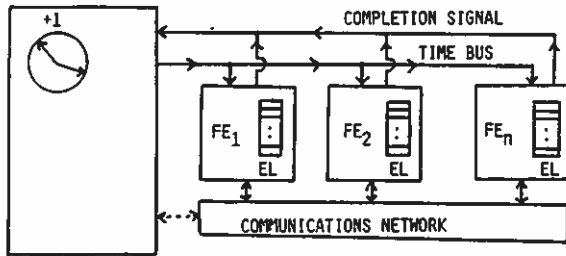 +1
COMPLETION SIGNAL
TIME BUS
FE1
:
EL
FE2
:
EL
FEn
:
EL
COMMUNICATIONS NETWORK